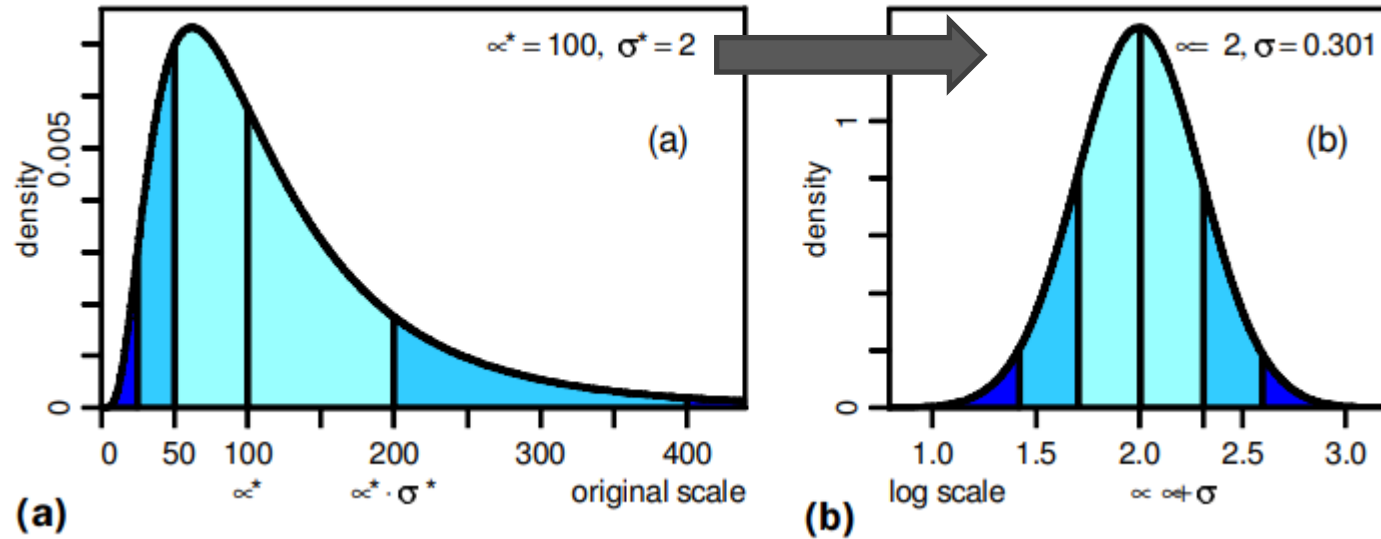 ∝* = 100, σ* = 2
(a)
density
0.005
0
0 50 100 200 300 400
∝* ∝* · σ* original scale
(a)
∝= 2, σ = 0.301
(b)
density
1
0
1.0 1.5 2.0 2.5 3.0
log scale ∝ ∝+σ
(b)